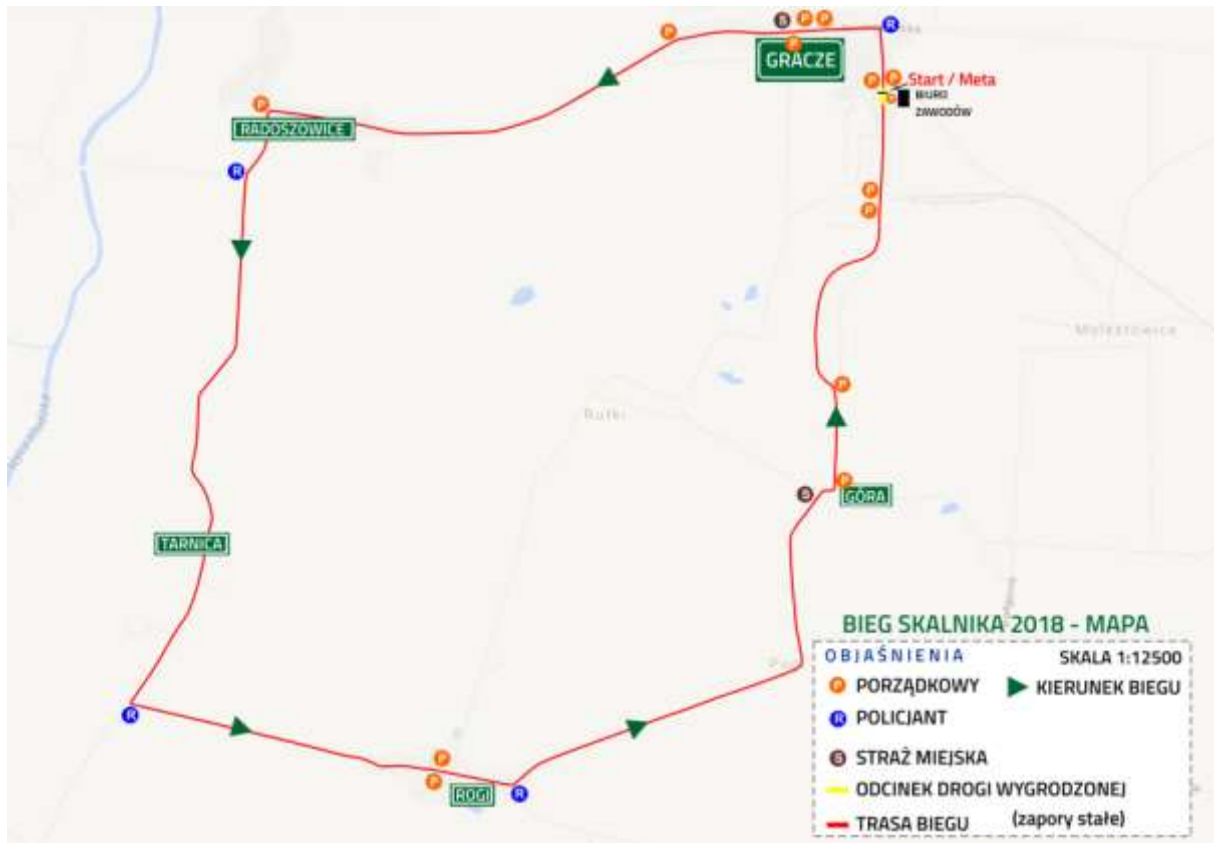 S P P
P
P
R
GRACZE
P P
Start / Meta
BIURO
ZAWODÓW
P
RADOSZOWICE
R
P
P
Rutki
P
P
S
GÓRA
TARNICA
R
P
P
ROGI
R
BIEG SKALNIKA 2018 - MAPA
OBJAŚNIENIA
SKALA 1:12500
P PORZĄDKOWY
KIERUNEK BIEGU
R POLICJANT
S STRAŻ MIEJSKA
ODCINEK DROGI WYGRODZONEJ
(zapory stałe)
TRASA BIEGU